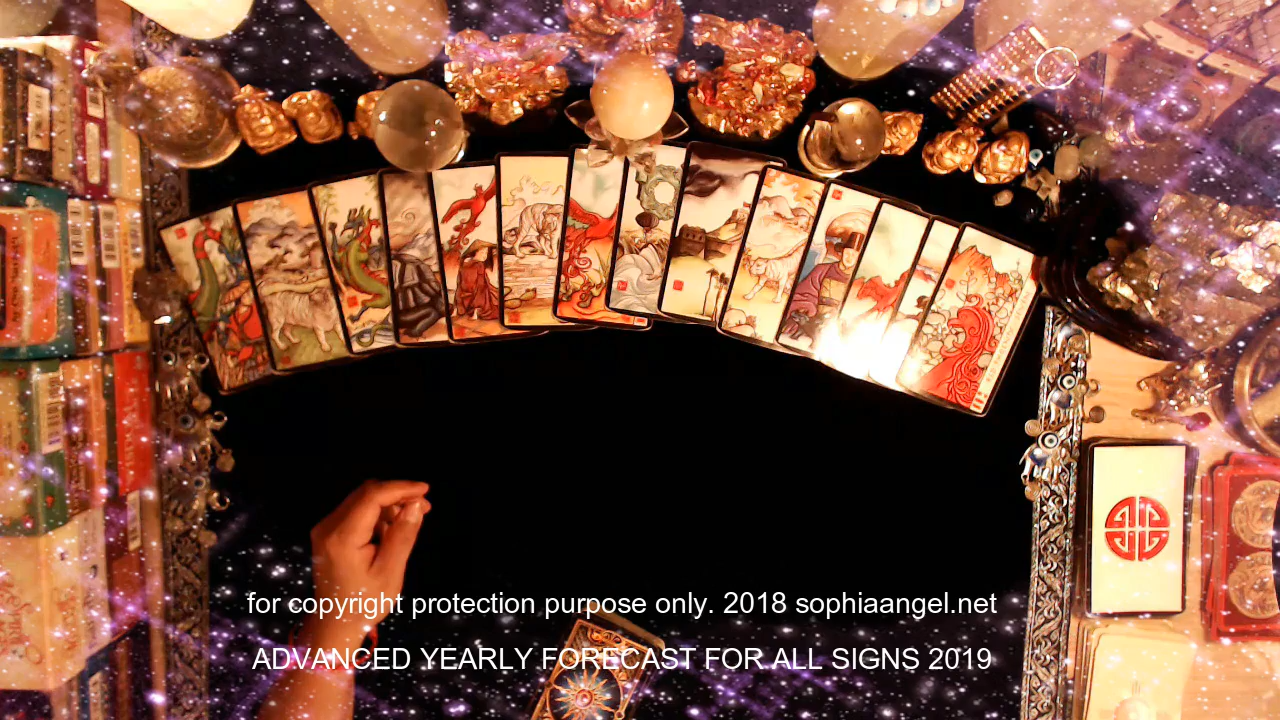 for copyright protection purpose only. 2018 sophiaangel.net
ADVANCED YEARLY FORECAST FOR ALL SIGNS 2019